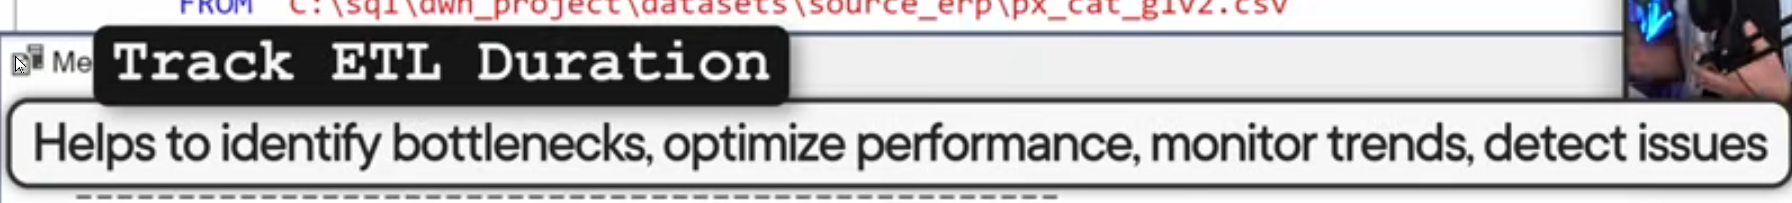 FROM 'C:\sql\dwh_project\datasets\source_erp\px_cat_g1v2.csv'
Me
Track ETL Duration
Helps to identify bottlenecks, optimize performance, monitor trends, detect issues
------------------------------------------------